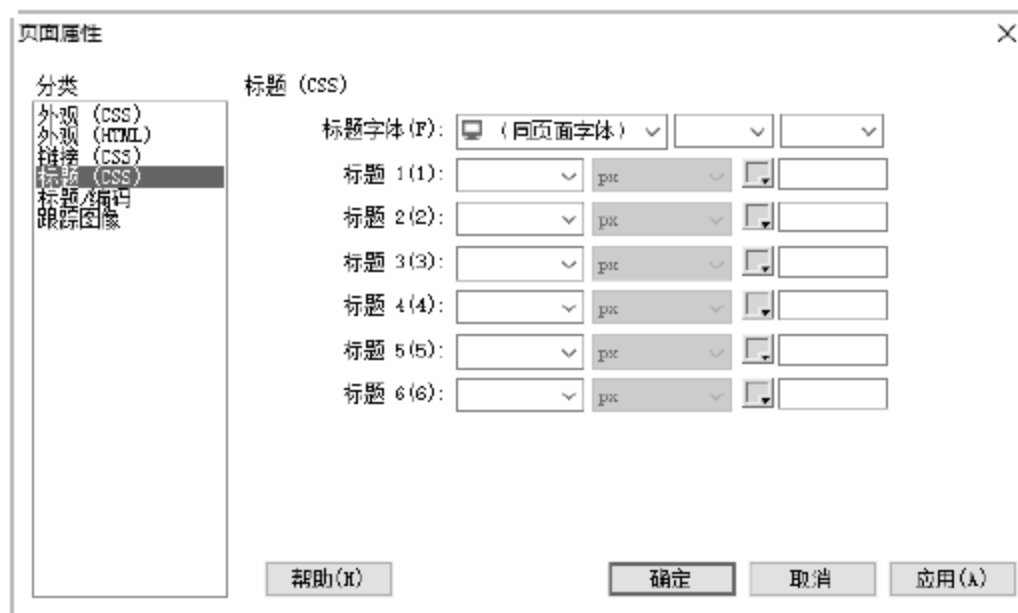 页面属性
分类
外观 (CSS)
外观 (HTML)
链接 (CSS)
标题 (CSS)
标题/编码
跟踪图像
标题 (CSS)
标题字体(F): (同页面字体)
标题 1(1): px
标题 2(2): px
标题 3(3): px
标题 4(4): px
标题 5(5): px
标题 6(6): px
帮助(H) 确定 取消 应用(A)